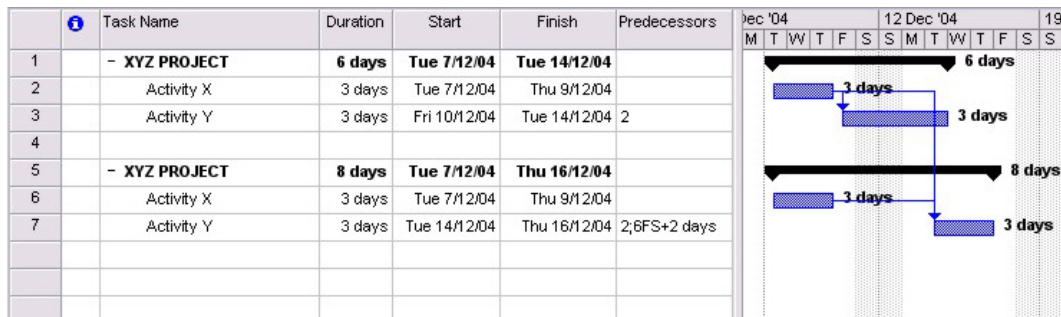 Task Name Duration Start Finish Predecessors Dec '04 12 Dec '04 19
M T W T F S S M T W T F S S
1 - XYZ PROJECT 6 days Tue 7/12/04 Tue 14/12/04 6 days
2 Activity X 3 days Tue 7/12/04 Thu 9/12/04 3 days
3 Activity Y 3 days Fri 10/12/04 Tue 14/12/04 2 3 days
4
5 - XYZ PROJECT 8 days Tue 7/12/04 Thu 16/12/04 8 days
6 Activity X 3 days Tue 7/12/04 Thu 9/12/04 3 days
7 Activity Y 3 days Tue 14/12/04 Thu 16/12/04 2;6FS+2 days 3 days